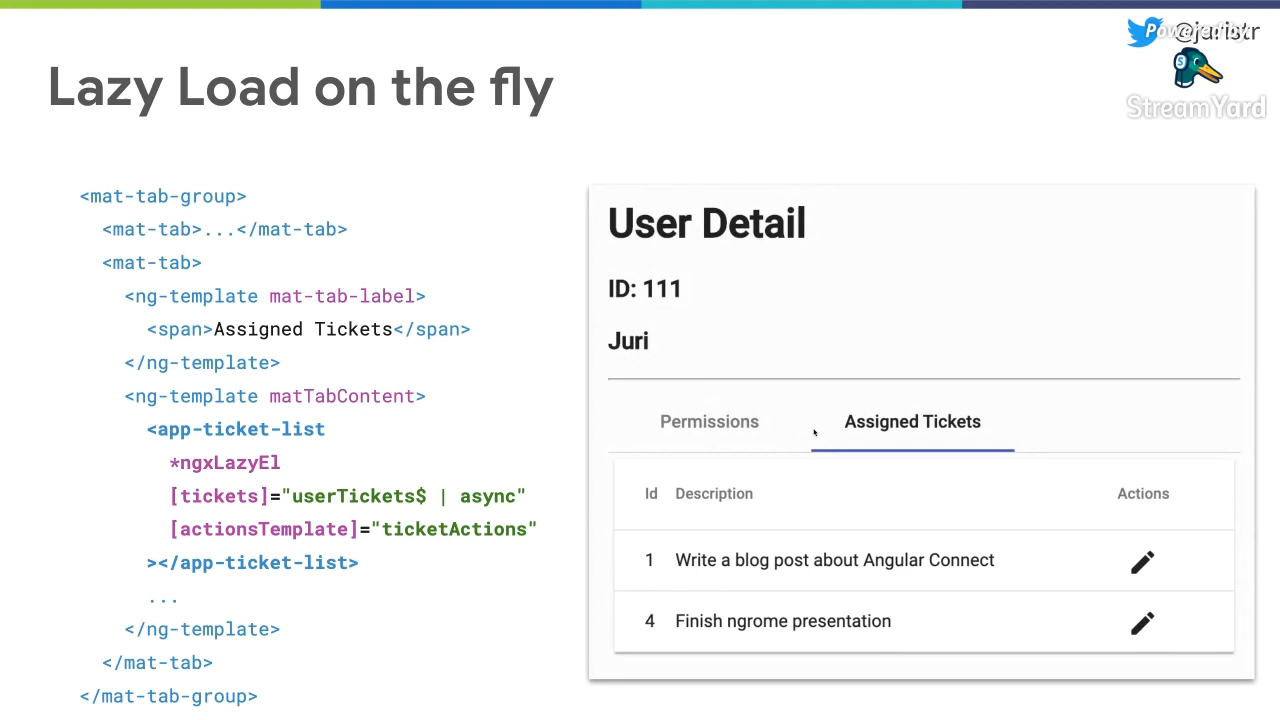 Powered by
@juristr
StreamYard
Lazy Load on the fly
<mat-tab-group>
<mat-tab>...</mat-tab>
<mat-tab>
<ng-template mat-tab-label>
<span>Assigned Tickets</span>
</ng-template>
<ng-template matTabContent>
<app-ticket-list
*ngxLazyEl
[tickets]="userTickets$ | async"
[actionsTemplate]="ticketActions"
></app-ticket-list>
...
</ng-template>
</mat-tab>
</mat-tab-group>
User Detail
ID: 111
Juri
Permissions Assigned Tickets
Id Description Actions
1 Write a blog post about Angular Connect
4 Finish ngrome presentation